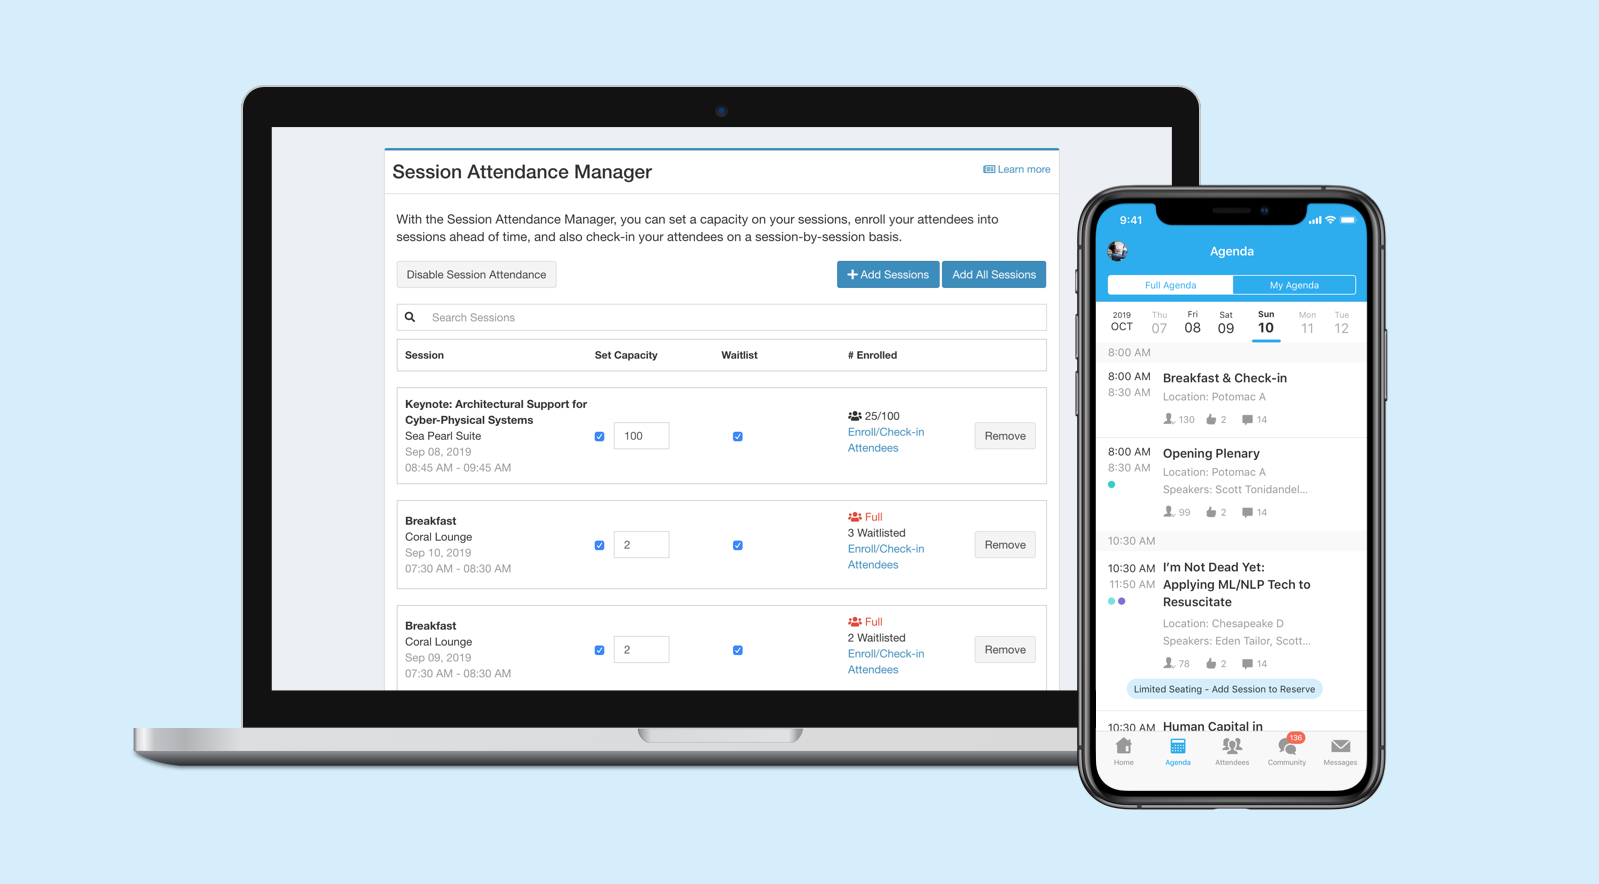 Session Attendance Manager
Learn more
With the Session Attendance Manager, you can set a capacity on your sessions, enroll your attendees into
sessions ahead of time, and also check-in your attendees on a session-by-session basis.
Disable Session Attendance
+ Add Sessions
Add All Sessions
Search Sessions
Session Set Capacity Waitlist # Enrolled
Keynote: Architectural Support for
Cyber-Physical Systems
Sea Pearl Suite
Sep 08, 2019
08:45 AM - 09:45 AM
100
25/100
Enroll/Check-in
Attendees
Remove
Breakfast
Coral Lounge
Sep 10, 2019
07:30 AM - 08:30 AM
2
Full
3 Waitlisted
Enroll/Check-in
Attendees
Remove
Breakfast
Coral Lounge
Sep 09, 2019
07:30 AM - 08:30 AM
2
Full
2 Waitlisted
Enroll/Check-in
Attendees
Remove
9:41
Agenda
Full Agenda My Agenda
2019 Thu Fri Sat Sun Mon Tue
OCT 07 08 09 10 11 12
8:00 AM
8:00 AM Breakfast & Check-in
8:30 AM Location: Potomac A
130 2 14
8:00 AM Opening Plenary
8:30 AM Location: Potomac A
Speakers: Scott Tonidandel...
99 2 14
10:30 AM
10:30 AM I'm Not Dead Yet:
11:50 AM Applying ML/NLP Tech to
Resuscitate
Location: Chesapeake D
Speakers: Eden Tailor, Scott...
78 2 14
Limited Seating - Add Session to Reserve
10:30 AM Human Capital in
136
Home Agenda Attendees Community Messages